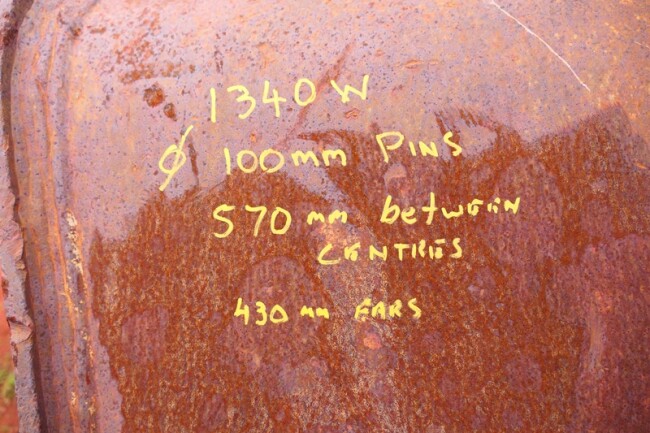 1340 W
ø 100mm PINS
570 mm between
CENTRES
430 mm EARS